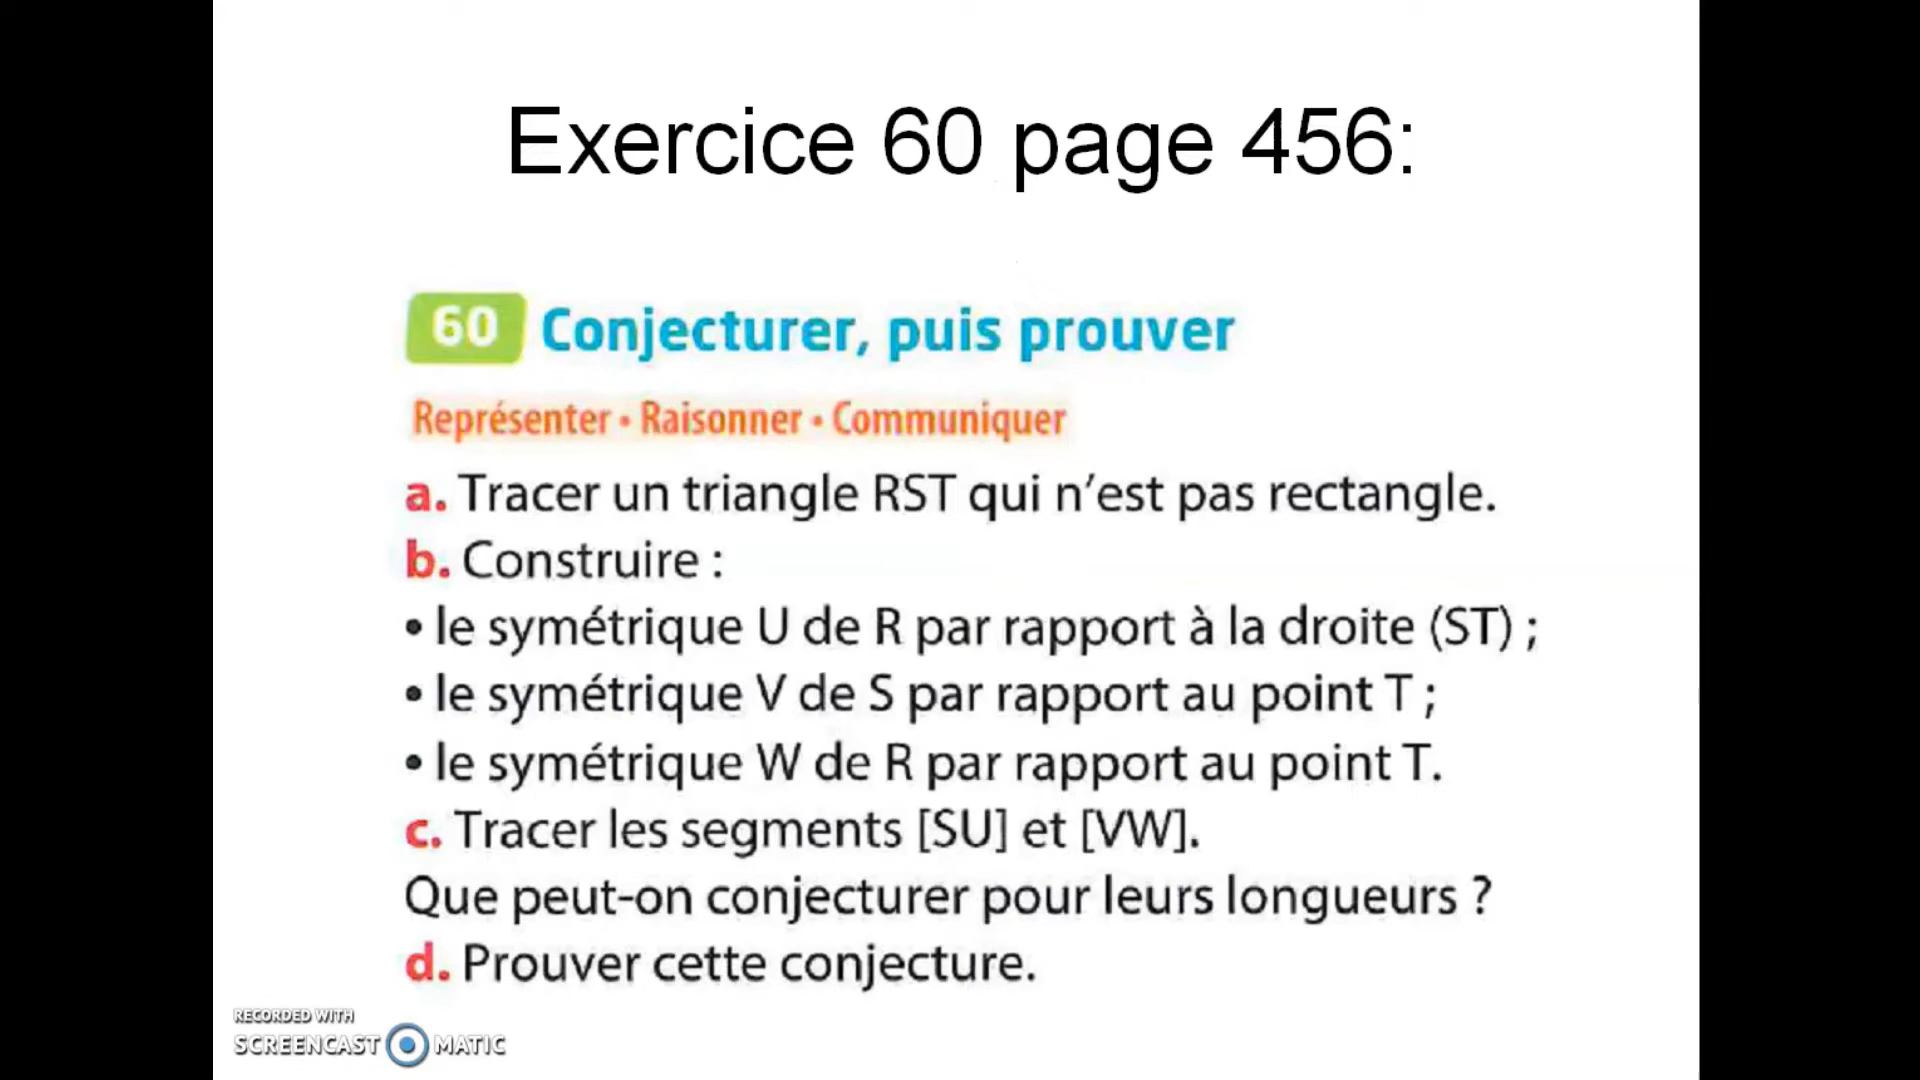 Exercice 60 page 456:
60 Conjecturer, puis prouver
Représenter • Raisonner • Communiquer
a. Tracer un triangle RST qui n'est pas rectangle.
b. Construire :
• le symétrique U de R par rapport à la droite (ST) ;
• le symétrique V de S par rapport au point T ;
• le symétrique W de R par rapport au point T.
c. Tracer les segments [SU] et [VW].
Que peut-on conjecturer pour leurs longueurs ?
d. Prouver cette conjecture.
RECORDED WITH
SCREENCAST MATIC